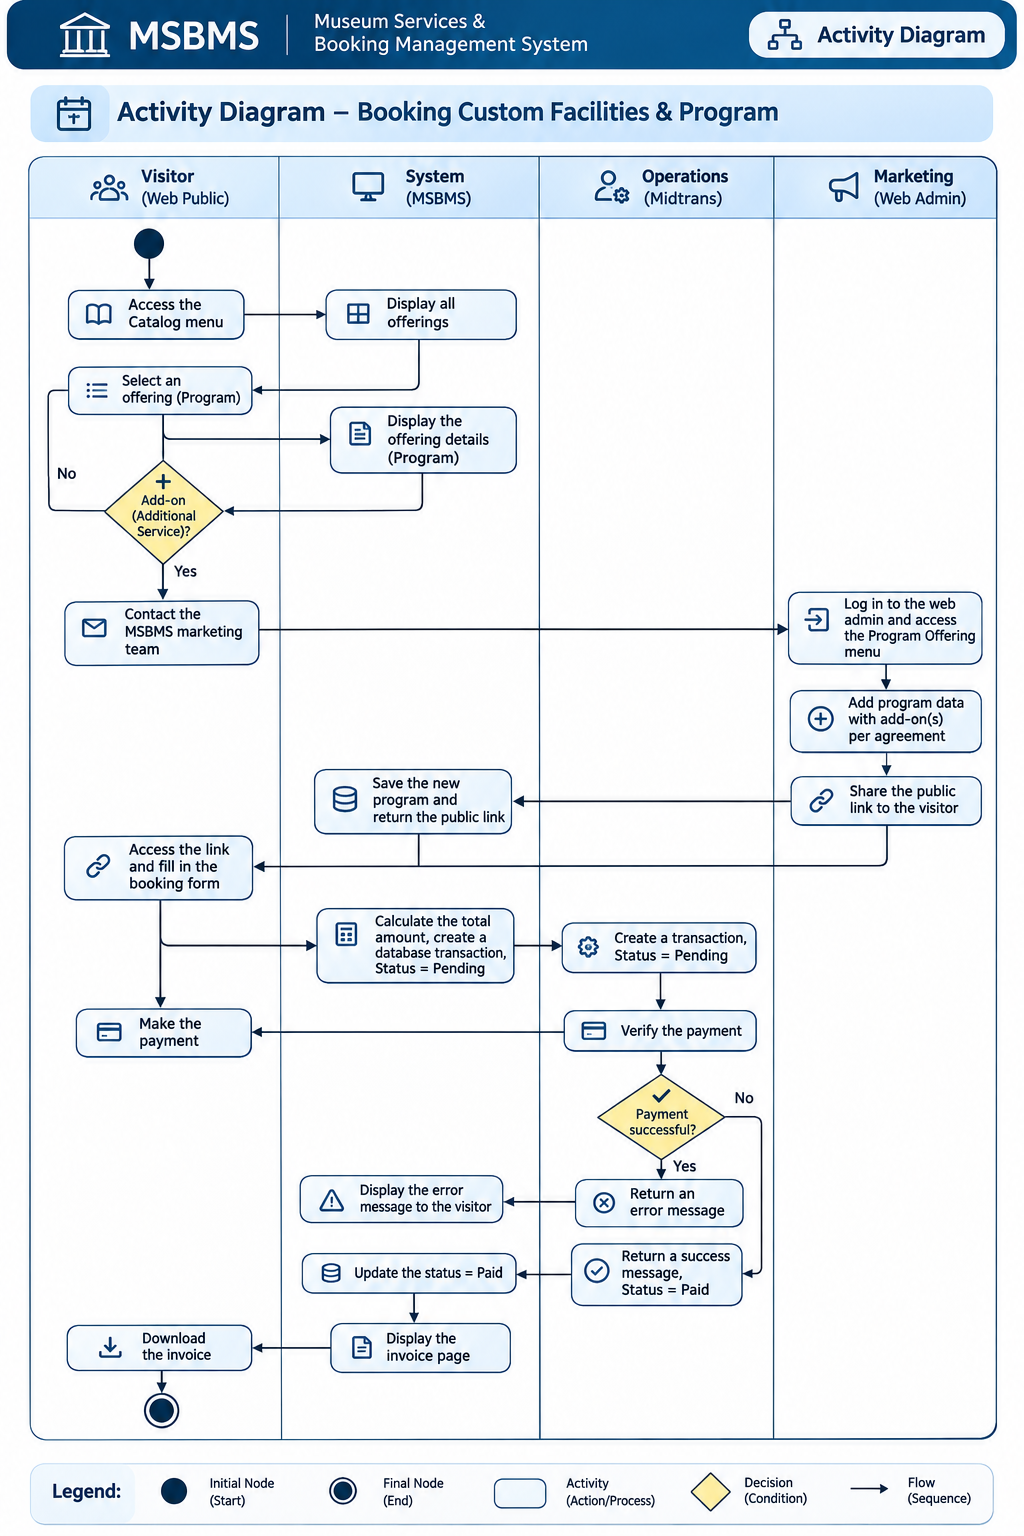 MSBMS
Museum Services &
Booking Management System
Activity Diagram
Activity Diagram – Booking Custom Facilities & Program
Visitor
(Web Public)
System
(MSBMS)
Operations
(Midtrans)
Marketing
(Web Admin)
Access the
Catalog menu
Display all
offerings
Select an
offering (Program)
Display the
offering details
(Program)
No
Add-on
(Additional
Service)?
Yes
Contact the
MSBMS marketing
team
Log in to the web
admin and access
the Program Offering
menu
Add program data
with add-on(s)
per agreement
Save the new
program and
return the public link
Share the public
link to the visitor
Access the link
and fill in the
booking form
Calculate the total
amount, create a
database transaction,
Status = Pending
Create a transaction,
Status = Pending
Make the
payment
Verify the payment
Payment
successful?
No
Yes
Display the error
message to the visitor
Return an
error message
Update the status = Paid
Return a success
message,
Status = Paid
Download
the invoice
Display the
invoice page
Legend:
Initial Node
(Start)
Final Node
(End)
Activity
(Action/Process)
Decision
(Condition)
Flow
(Sequence)